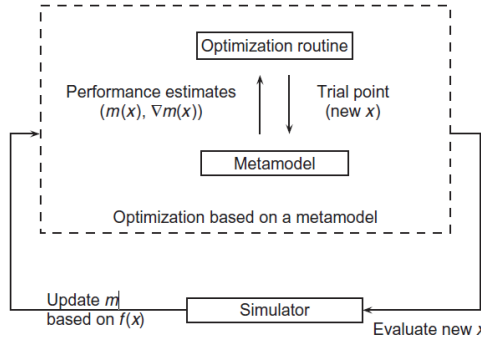 Optimization routine
Performance estimates
(m(x), ∇m(x))
Trial point
(new x)
Metamodel
Optimization based on a metamodel
Update m
based on f(x)
Simulator
Evaluate new x